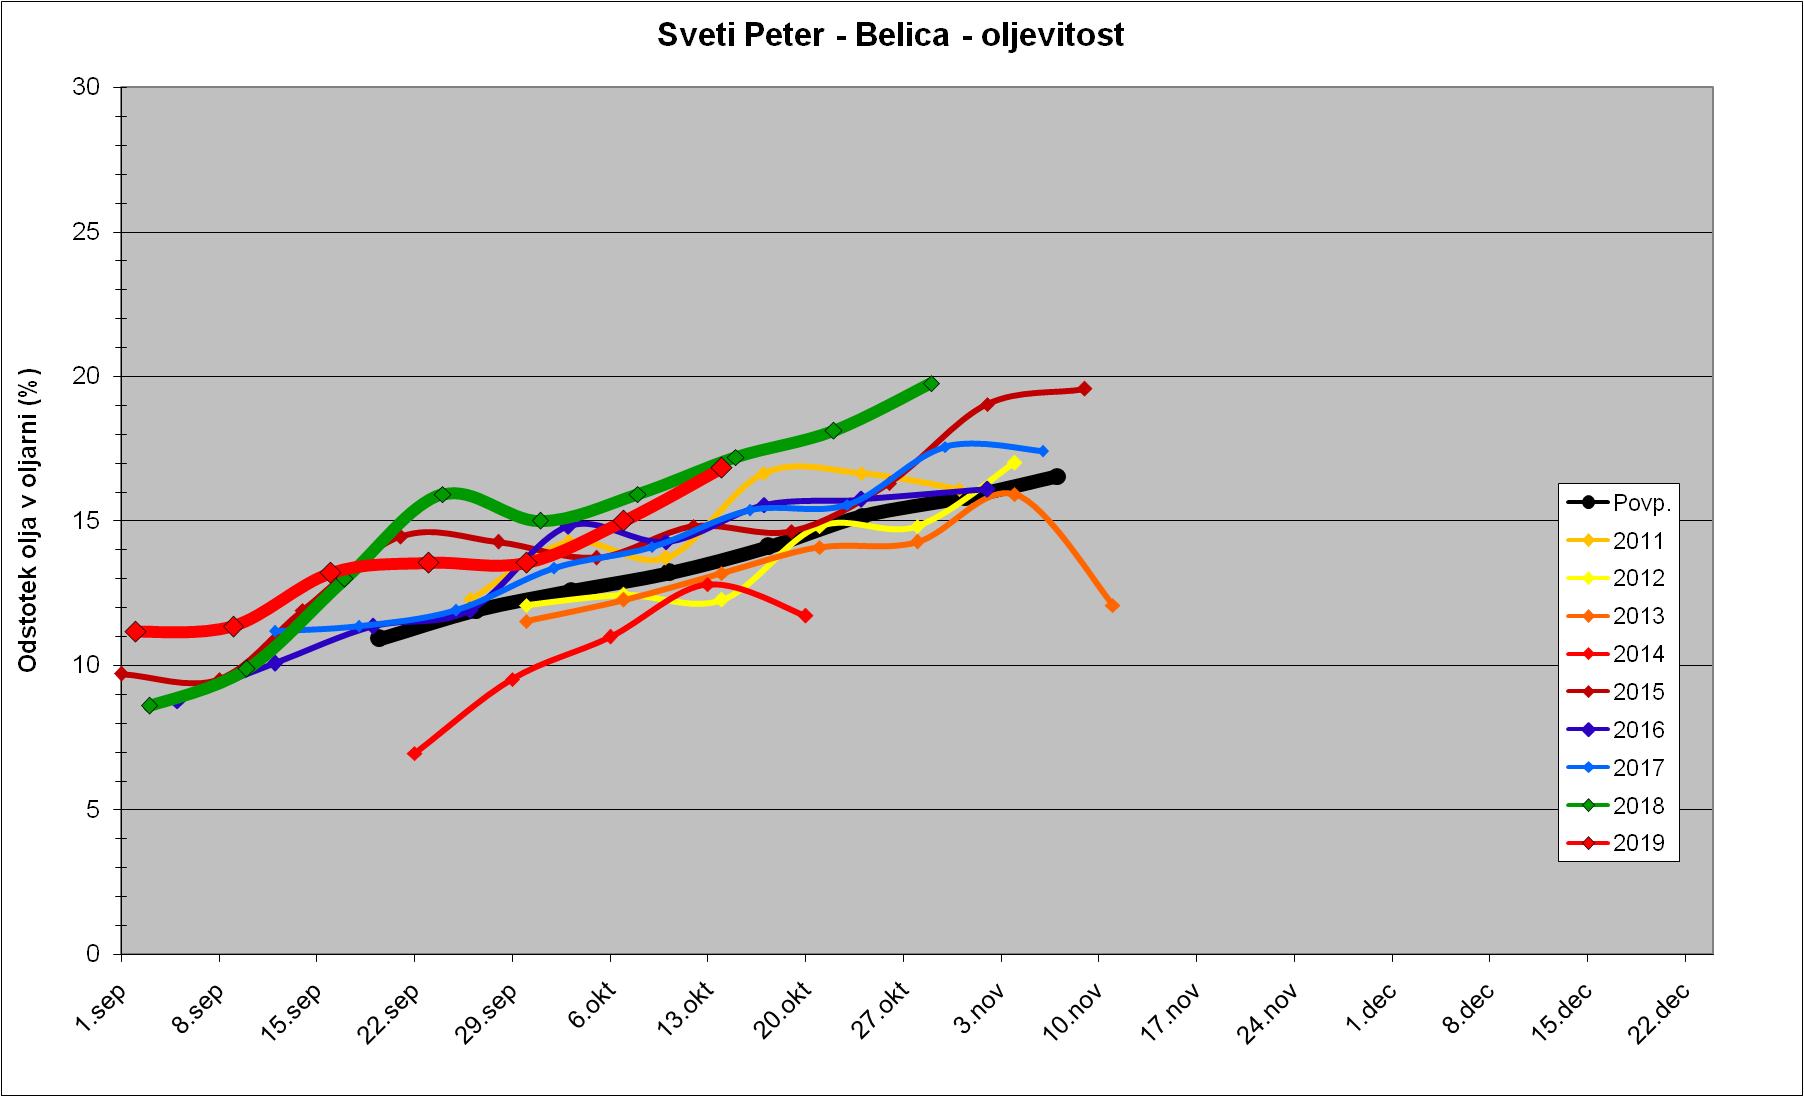 Sveti Peter - Belica - oljevitost
Odstotek olja v oljarni (%)
30
25
20
15
10
5
0
1.sep
8.sep
15.sep
22.sep
29.sep
6.okt
13.okt
20.okt
27.okt
3.nov
10.nov
17.nov
24.nov
1.dec
8.dec
15.dec
22.dec
Povp.
2011
2012
2013
2014
2015
2016
2017
2018
2019